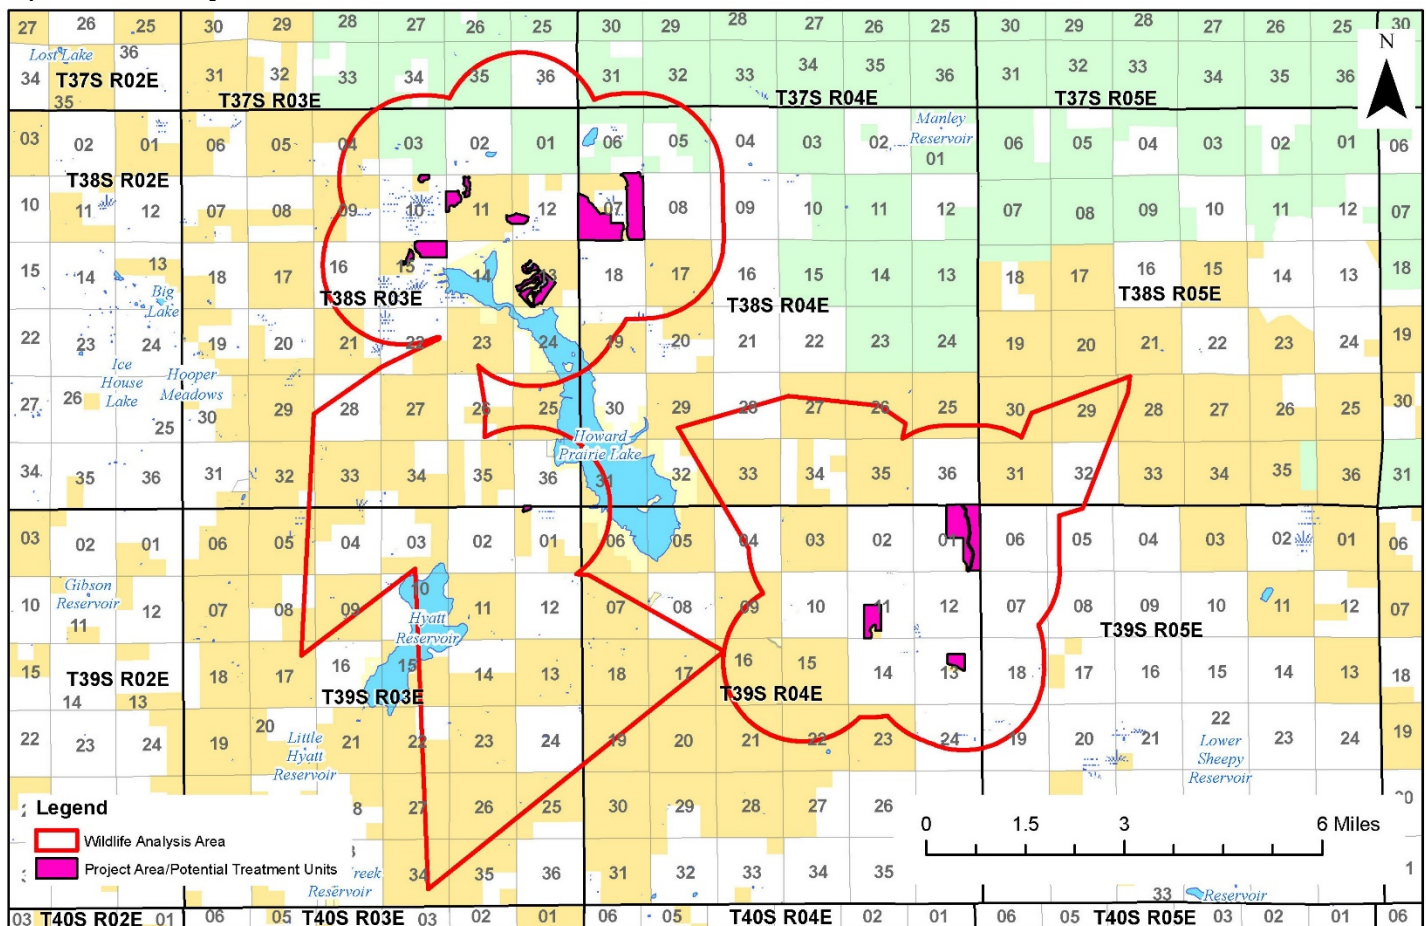 27 26 25 30 29 28 27 26 25 30 29 28 27 26 25 30 29 28 27 26 25 30
Lost Lake 36
34 T37S R02E 31 32 33 34 35 36 31 32 33 34 35 36 31 32 33 34 35 36 31
35 T37S R03E T37S R04E T37S R05E
N
Manley
Reservoir
03 02 01 06 05 04 03 02 01 06 05 04 03 02 01 06 05 04 03 02 01 06
T38S R02E
10 11 12 07 08 09 10 11 12 07 08 09 10 11 12 07 08 09 10 11 12 07
15 14 13 18 17 16 15 14 13 18 17 16 15 14 13 18 17 16 15 14 13 18
Big
Lake
T38S R03E T38S R04E T38S R05E
22 23 24 19 20 21 22 23 24 19 20 21 22 23 24 19 20 21 22 23 24 19
Ice
House
Lake
Hooper
Meadows
27 26 25 30 29 28 27 26 25 30 29 28 27 26 25 30 29 28 27 26 25 30
Howard
Prairie Lake
34 35 36 31 32 33 34 35 36 31 32 33 34 35 36 31 32 33 34 35 36 31
03 02 01 06 05 04 03 02 01 06 05 04 03 02 01 06 05 04 03 02 01 06
Gibson
Reservoir
10 11 12 07 08 09 10 11 12 07 08 09 10 11 12 07 08 09 10 11 12 07
Hyatt
Reservoir
T39S R05E
15 14 13 18 17 16 15 14 13 18 17 16 15 14 13 18 17 16 15 14 13 18
T39S R02E T39S R03E T39S R04E
22 23 24 19 20 21 22 23 24 19 20 21 22 23 24 19 20 21 22 23 24 19
Little
Hyatt
Reservoir
Lower
Sheepy
Reservoir
Legend
Wildlife Analysis Area
Project Area/Potential Treatment Units
27 26 25 30 29 28 27 26
0 1.5 3 6 Miles
34 35 36 31 32 33 34 35
Reservoir
33 Reservoir
03 T40S R02E 01 06 05 T40S R03E 03 02 01 06 05 T40S R04E 02 01 06 05 T40S R05E 03 02 01 06